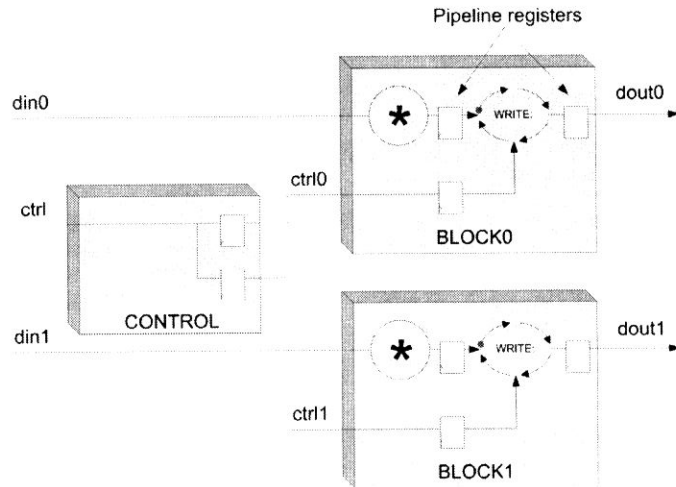 Pipeline registers
din0
*
WRITE
dout0
ctrl0
ctrl
BLOCK0
CONTROL
din1
*
WRITE
dout1
ctrl1
BLOCK1